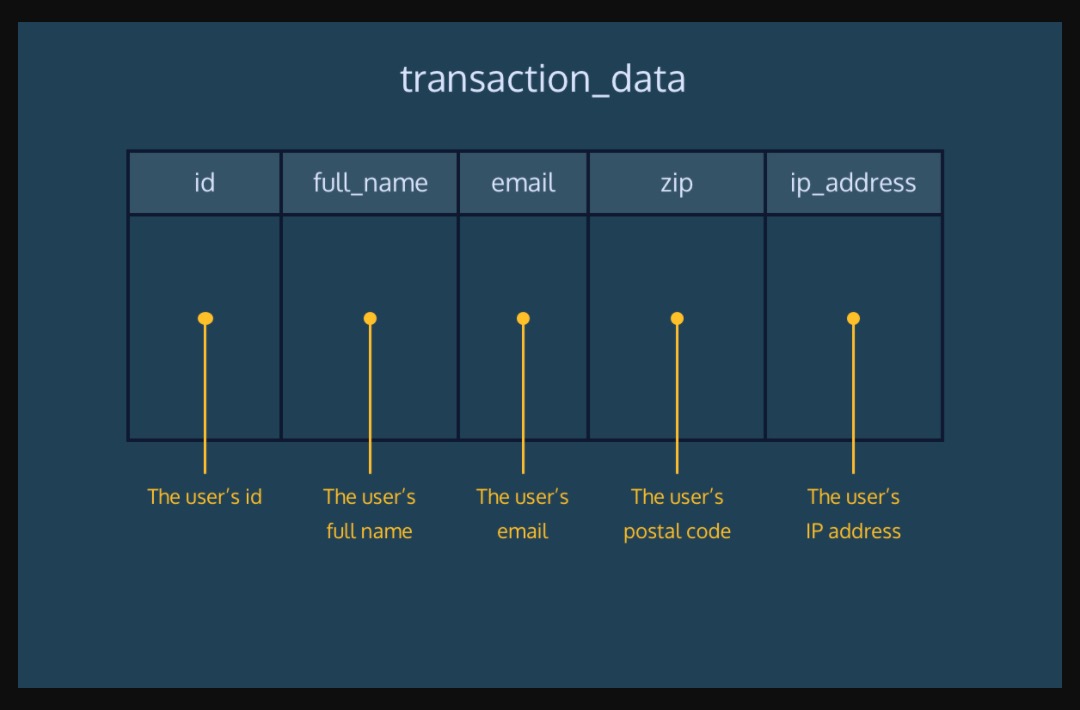 transaction_data
id full_name email zip ip_address
The user’s id The user’s The user’s The user’s The user’s
full name email postal code IP address